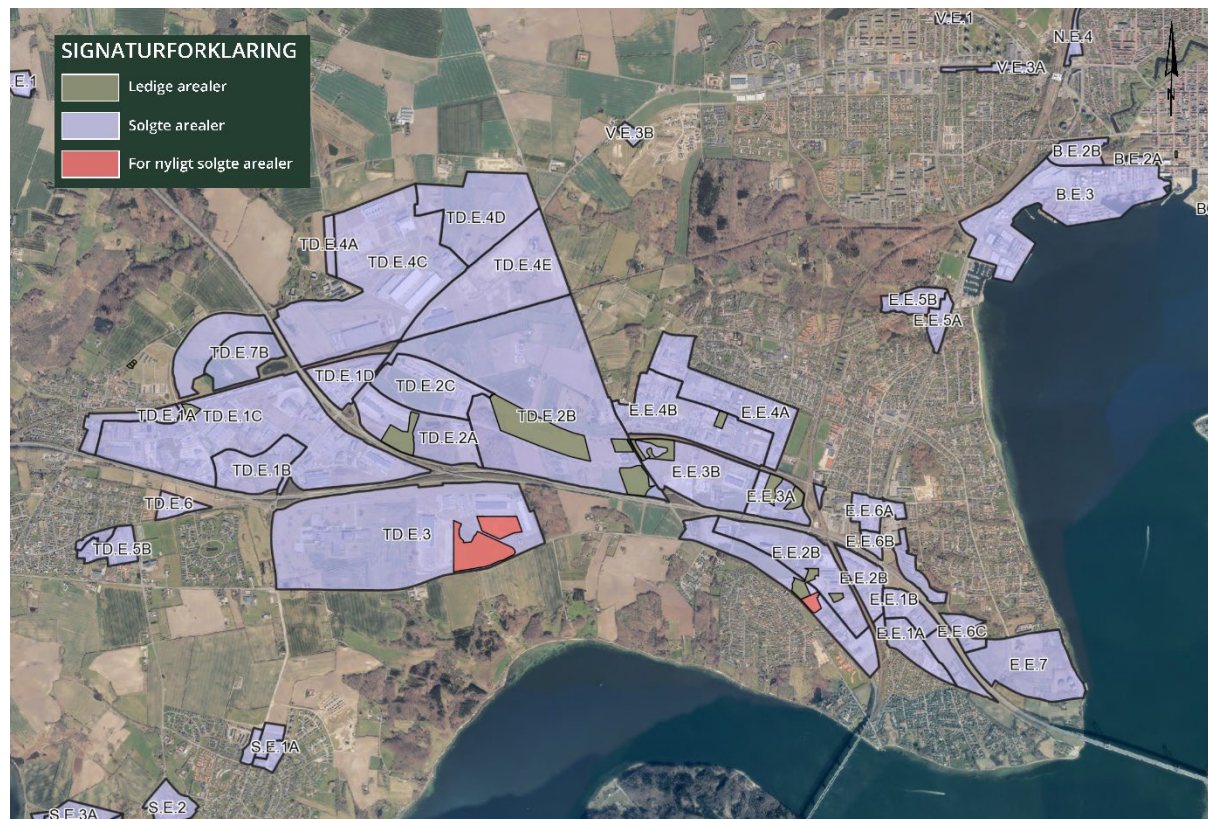 SIGNATURFORKLARING
Ledige arealer
Solgte arealer
For nyligt solgte arealer
V.E.1
N.E.4
V.E.3A
N
.E.1
V.E.3B
B.E.2B
B.E.2A
B.E.3
TD.E.4D
TD.E.4A
TD.E.4C
TD.E.4E
E.E.5B
E.E.5A
TD.E.7B
TD.E.1D
TD.E.2C
TD.E.1A
TD.E.1C
TD.E.2B
E.E.4B
E.E.4A
TD.E.2A
TD.E.1B
E.E.3B
E.E.3A
TD.E.6
E.E.6A
TD.E.3
TD.E.5B
E.E.6B
E.E.2B
E.E.2B
E.E.1B
E.E.1A
E.E.6C
E.E.7
S.E.1A
S.E.2
S.E.3A